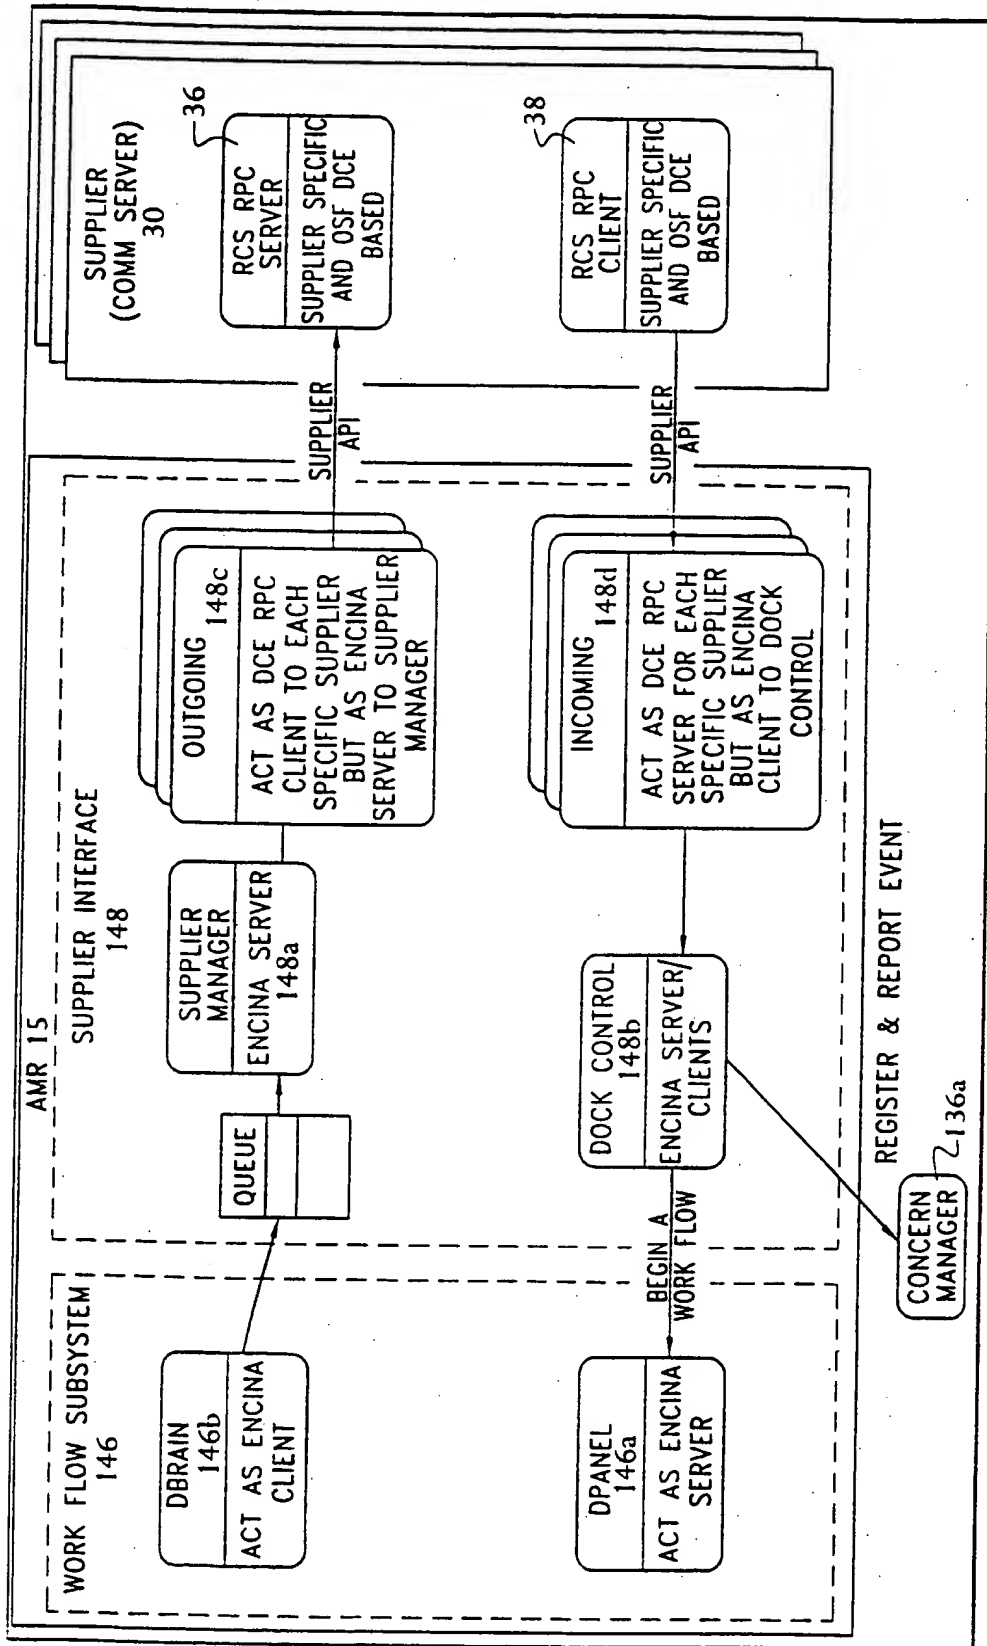 AMR 15
WORK FLOW SUBSYSTEM
146
DBRAIN
146b
ACT AS ENCINA
CLIENT
DPANEL
146a
ACT AS ENCINA
SERVER
SUPPLIER INTERFACE
148
QUEUE
SUPPLIER
MANAGER
ENCINA SERVER
148a
OUTGOING
148c
ACT AS DCE RPC
CLIENT TO EACH
SPECIFIC SUPPLIER
BUT AS ENCINA
SERVER TO SUPPLIER
MANAGER
BEGIN A
WORK FLOW
DOCK CONTROL
148b
ENCINA SERVER/
CLIENTS
INCOMING
148d
ACT AS DCE RPC
SERVER FOR EACH
SPECIFIC SUPPLIER
BUT AS ENCINA
CLIENT TO DOCK
CONTROL
SUPPLIER
API
SUPPLIER
API
SUPPLIER
(COMM SERVER)
30
36
RCS RPC
SERVER
SUPPLIER SPECIFIC
AND OSF DCE
BASED
38
RCS RPC
CLIENT
SUPPLIER SPECIFIC
AND OSF DCE
BASED
REGISTER & REPORT EVENT
CONCERN
MANAGER
136a